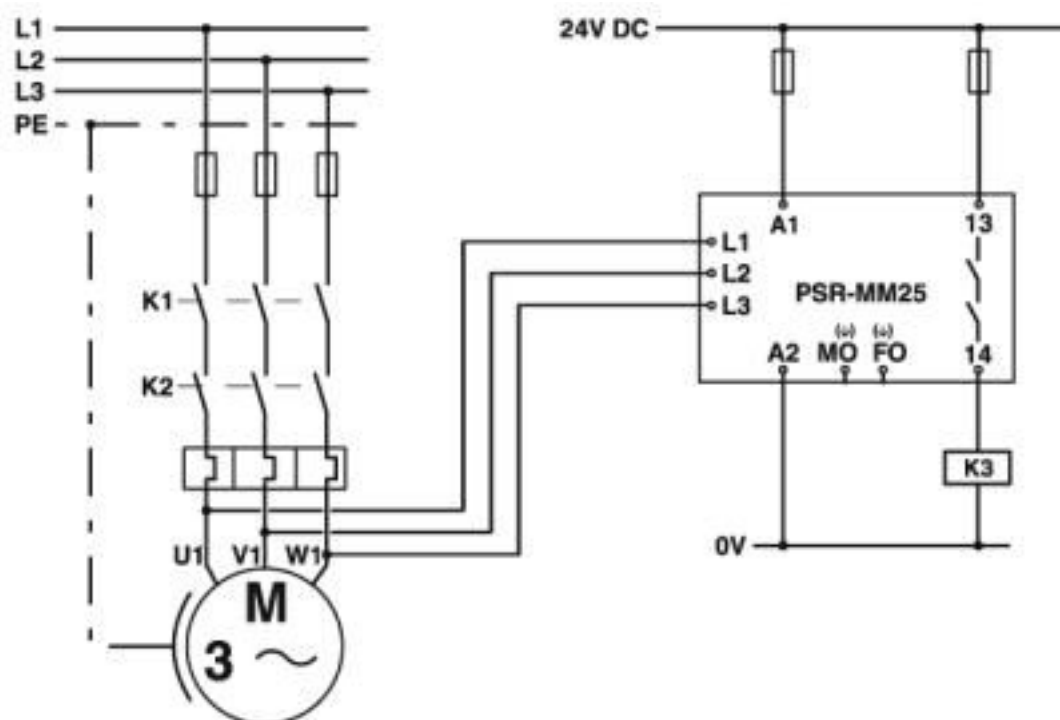 L1
L2
L3
PE
K1
K2
U1 V1 W1
M
3
24V DC
A1 13
L1
L2
L3
PSR-MM25
A2 MO FO 14
K3
0V